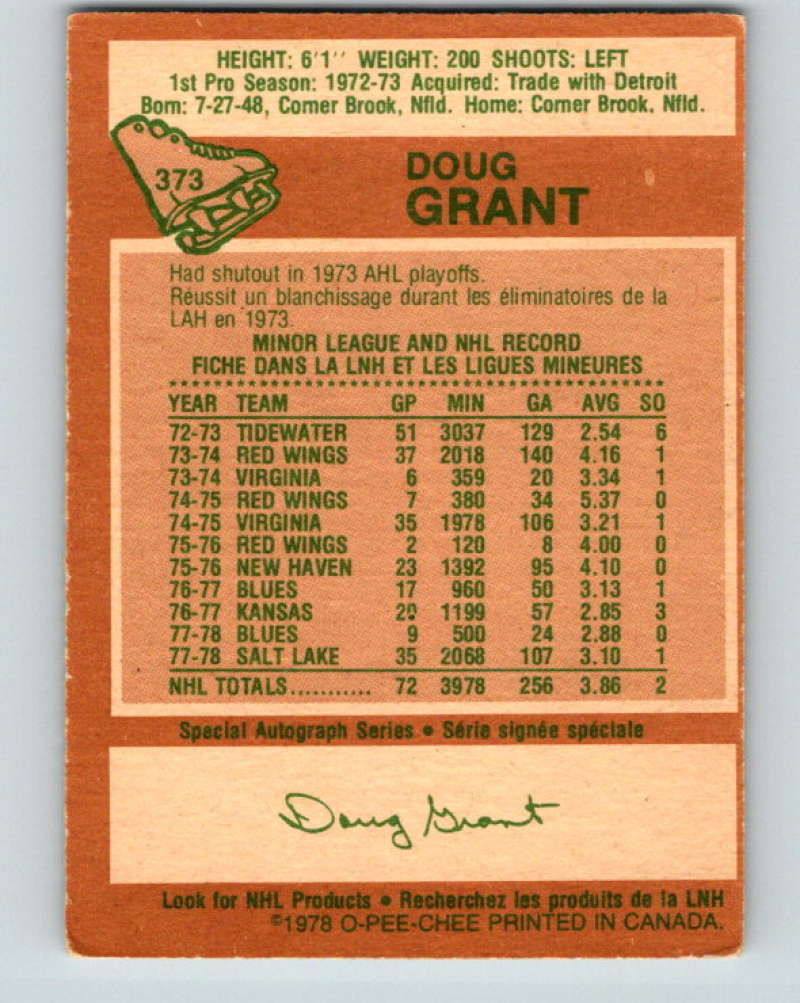 HEIGHT: 6'1'' WEIGHT: 200 SHOOTS: LEFT
1st Pro Season: 1972-73 Acquired: Trade with Detroit
Born: 7-27-48, Corner Brook, Nfld. Home: Corner Brook, Nfld.
373
DOUG
GRANT
Had shutout in 1973 AHL playoffs.
Réussit un blanchissage durant les éliminatoires de la
LAH en 1973.
MINOR LEAGUE AND NHL RECORD
FICHE DANS LA LNH ET LES LIGUES MINEURES
YEAR TEAM GP MIN GA AVG SO
72-73 TIDEWATER 51 3037 129 2.54 6
73-74 RED WINGS 37 2018 140 4.16 1
73-74 VIRGINIA 6 359 20 3.34 1
74-75 RED WINGS 7 380 34 5.37 0
74-75 VIRGINIA 35 1978 106 3.21 1
75-76 RED WINGS 2 120 8 4.00 0
75-76 NEW HAVEN 23 1392 95 4.10 0
76-77 BLUES 17 960 50 3.13 1
76-77 KANSAS 1199 57 2.85 3
77-78 BLUES 9 500 24 2.88 0
77-78 SALT LAKE 35 2068 107 3.10 1
NHL TOTALS........... 72 3978 256 3.86 2
Special Autograph Series • Série signée spéciale
Doug Grant
Look for NHL Products • Recherchez les produits de la LNH
©1978 O-PEE-CHEE PRINTED IN CANADA.